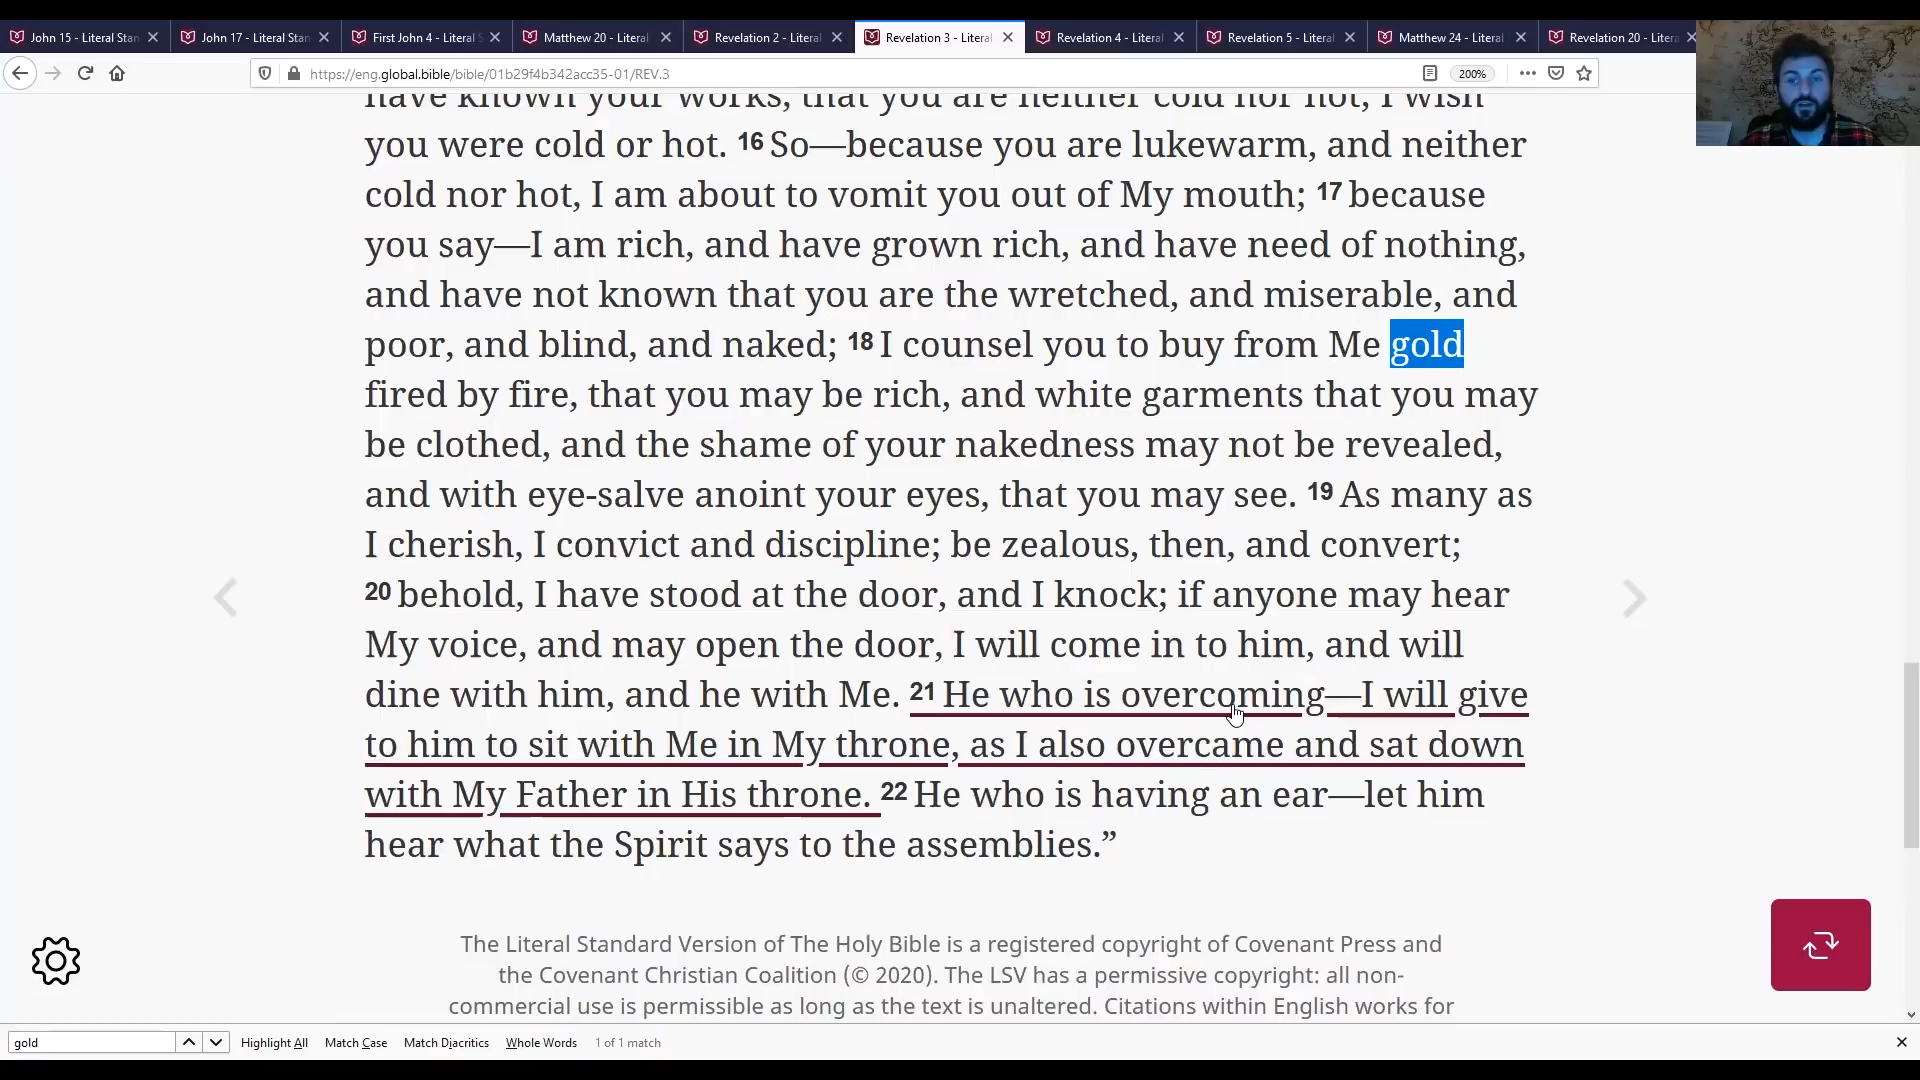 John 15 - Literal Stan
John 17 - Literal Stan
First John 4 - Literal S
Matthew 20 - Literal
Revelation 2 - Literal
Revelation 3 - Literal
Revelation 4 - Literal
Revelation 5 - Literal
Matthew 24 - Literal
Revelation 20 - Litera
https://eng.global.bible/bible/01b29f4b342acc35-01/REV.3
200%
have known your works, that you are neither cold nor hot; I wish
you were cold or hot. 16 So—because you are lukewarm, and neither
cold nor hot, I am about to vomit you out of My mouth; 17 because
you say—I am rich, and have grown rich, and have need of nothing,
and have not known that you are the wretched, and miserable, and
poor, and blind, and naked; 18 I counsel you to buy from Me gold
fired by fire, that you may be rich, and white garments that you may
be clothed, and the shame of your nakedness may not be revealed,
and with eye-salve anoint your eyes, that you may see. 19 As many as
I cherish, I convict and discipline; be zealous, then, and convert;
20 behold, I have stood at the door, and I knock; if anyone may hear
My voice, and may open the door, I will come in to him, and will
dine with him, and he with Me. 21 He who is overcoming—I will give
to him to sit with Me in My throne, as I also overcame and sat down
with My Father in His throne. 22 He who is having an ear—let him
hear what the Spirit says to the assemblies.”
The Literal Standard Version of The Holy Bible is a registered copyright of Covenant Press and
the Covenant Christian Coalition (© 2020). The LSV has a permissive copyright: all non-
commercial use is permissible as long as the text is unaltered. Citations within English works for
gold
Highlight All
Match Case
Match Diacritics
Whole Words
1 of 1 match